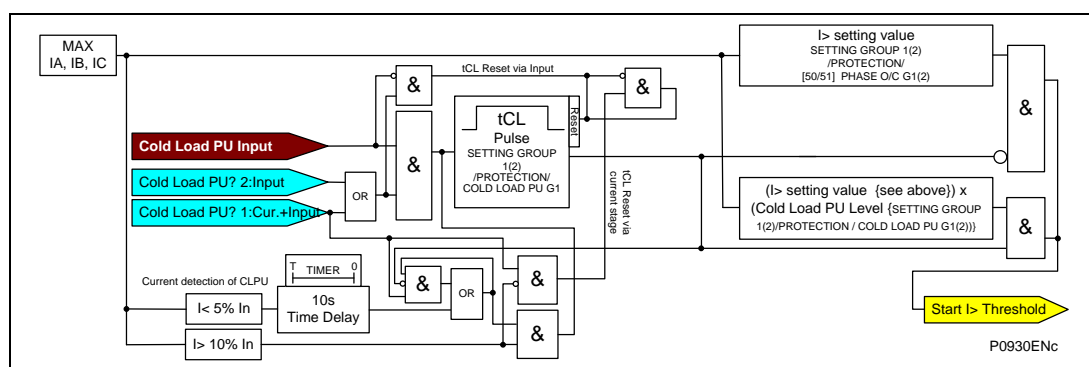 MAX
IA, IB, IC
tCL Reset via Input
&
&
I> setting value
SETTING GROUP 1(2)
/PROTECTION/
[50/51] PHASE O/C G1(2)
&
Cold Load PU Input
Cold Load PU? 2:Input
Cold Load PU? 1:Cur.+Input
OR
&
tCL
Pulse
SETTING GROUP
1(2)
/PROTECTION/
COLD LOAD PU G1
Reset
tCL Reset via
current stage
(I> setting value {see above}) x
(Cold Load PU Level {SETTING GROUP
1(2)/PROTECTION / COLD LOAD PU G1(2))}
&
Current detection of CLPU
T TIMER 0
10s
Time Delay
I< 5% In
I> 10% In
&
OR
&
&
Start I> Threshold
P0930ENc